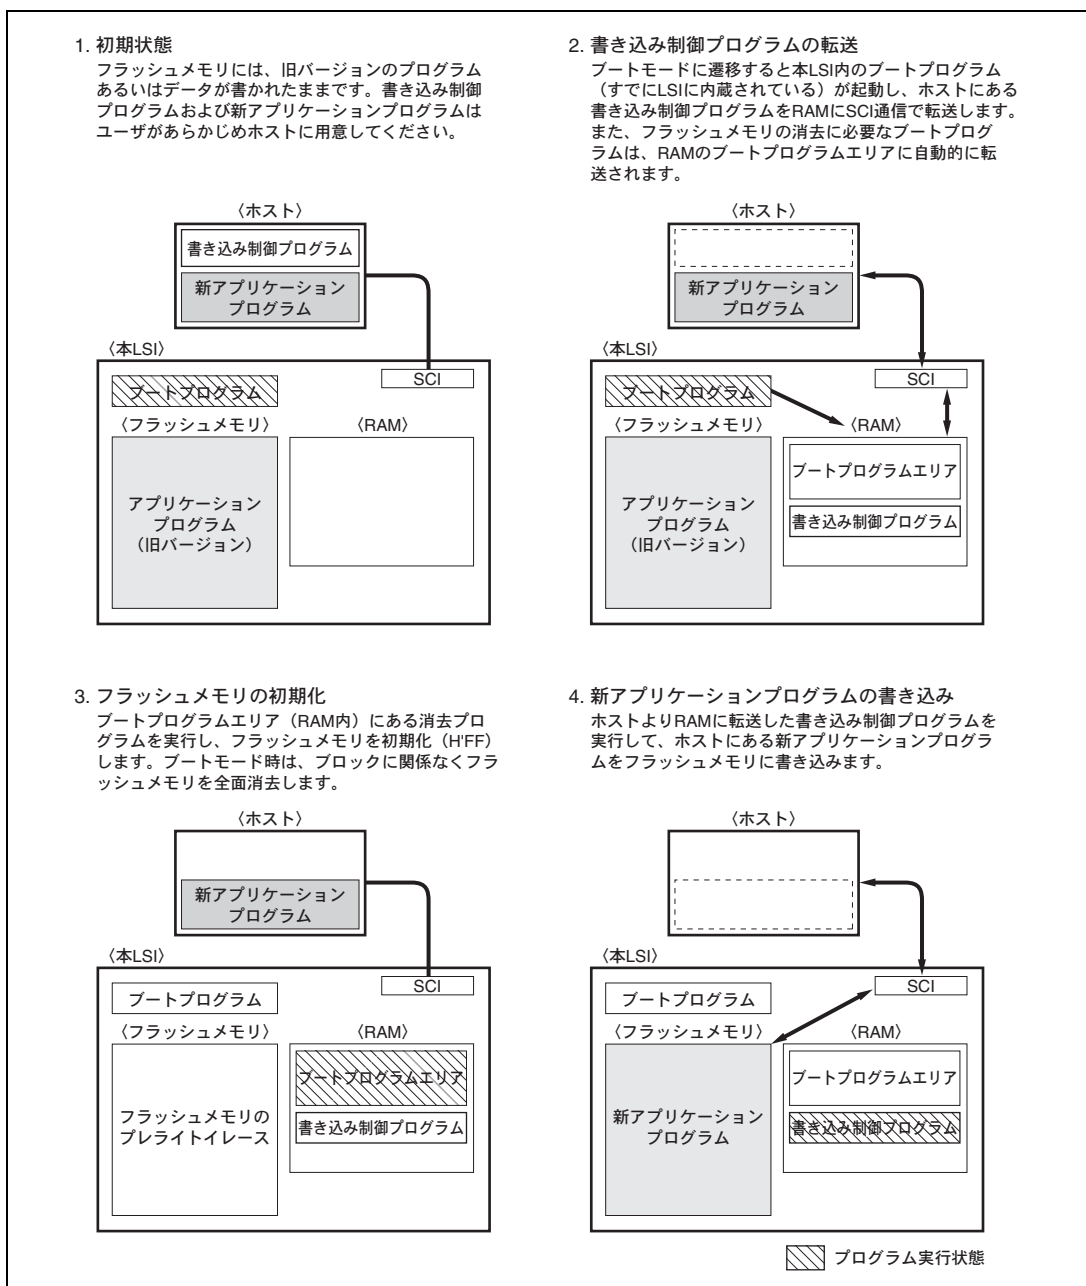 1. 初期状態
フラッシュメモリには、旧バージョンのプログラム
あるいはデータが書かれたままです。書き込み制御
プログラムおよび新アプリケーションプログラムは
ユーザがあらかじめホストに用意してください。
〈ホスト〉
書き込み制御プログラム
新アプリケーション
プログラム
〈本LSI〉
SCI
ブートプログラム
〈フラッシュメモリ〉
〈RAM〉
アプリケーション
プログラム
(旧バージョン)
2. 書き込み制御プログラムの転送
ブートモードに遷移すると本LSI内のブートプログラム
(すでにLSIに内蔵されている)が起動し、ホストにある
書き込み制御プログラムをRAMにSCI通信で転送します。
また、フラッシュメモリの消去に必要なブートプログ
ラムは、RAMのブートプログラムエリアに自動的に転
送されます。
〈ホスト〉
新アプリケーション
プログラム
〈本LSI〉
SCI
ブートプログラム
〈フラッシュメモリ〉
〈RAM〉
ブートプログラムエリア
書き込み制御プログラム
アプリケーション
プログラム
(旧バージョン)
3. フラッシュメモリの初期化
ブートプログラムエリア(RAM内)にある消去プロ
グラムを実行し、フラッシュメモリを初期化(H'FF)
します。ブートモード時は、ブロックに関係なくフラ
ッシュメモリを全面消去します。
〈ホスト〉
新アプリケーション
プログラム
〈本LSI〉
SCI
ブートプログラム
〈フラッシュメモリ〉
〈RAM〉
ブートプログラムエリア
書き込み制御プログラム
フラッシュメモリの
プレライトイレース
4. 新アプリケーションプログラムの書き込み
ホストよりRAMに転送した書き込み制御プログラムを
実行して、ホストにある新アプリケーションプログラ
ムをフラッシュメモリに書き込みます。
〈ホスト〉
〈本LSI〉
SCI
ブートプログラム
〈フラッシュメモリ〉
〈RAM〉
ブートプログラムエリア
書き込み制御プログラム
新アプリケーション
プログラム
プログラム実行状態